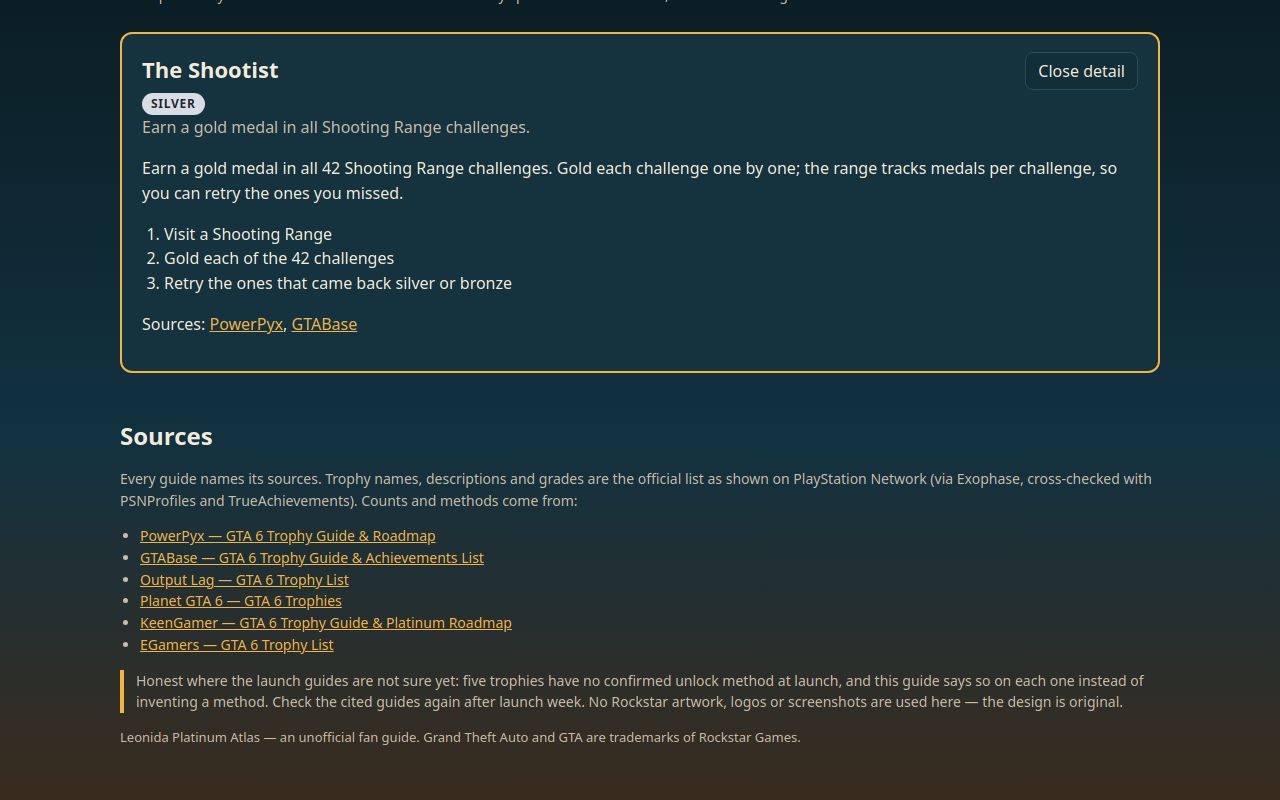 The Shootist
Close detail
SILVER
Earn a gold medal in all Shooting Range challenges.
Earn a gold medal in all 42 Shooting Range challenges. Gold each challenge one by one; the range tracks medals per challenge, so
you can retry the ones you missed.
1. Visit a Shooting Range
2. Gold each of the 42 challenges
3. Retry the ones that came back silver or bronze
Sources: PowerPyx, GTABase
Sources
Every guide names its sources. Trophy names, descriptions and grades are the official list as shown on PlayStation Network (via Exophase, cross-checked with
PSNProfiles and TrueAchievements). Counts and methods come from:
• PowerPyx — GTA 6 Trophy Guide & Roadmap
• GTABase — GTA 6 Trophy Guide & Achievements List
• Output Lag — GTA 6 Trophy List
• Planet GTA 6 — GTA 6 Trophies
• KeenGamer — GTA 6 Trophy Guide & Platinum Roadmap
• EGamers — GTA 6 Trophy List
Honest where the launch guides are not sure yet: five trophies have no confirmed unlock method at launch, and this guide says so on each one instead of
inventing a method. Check the cited guides again after launch week. No Rockstar artwork, logos or screenshots are used here — the design is original.
Leonida Platinum Atlas — an unofficial fan guide. Grand Theft Auto and GTA are trademarks of Rockstar Games.